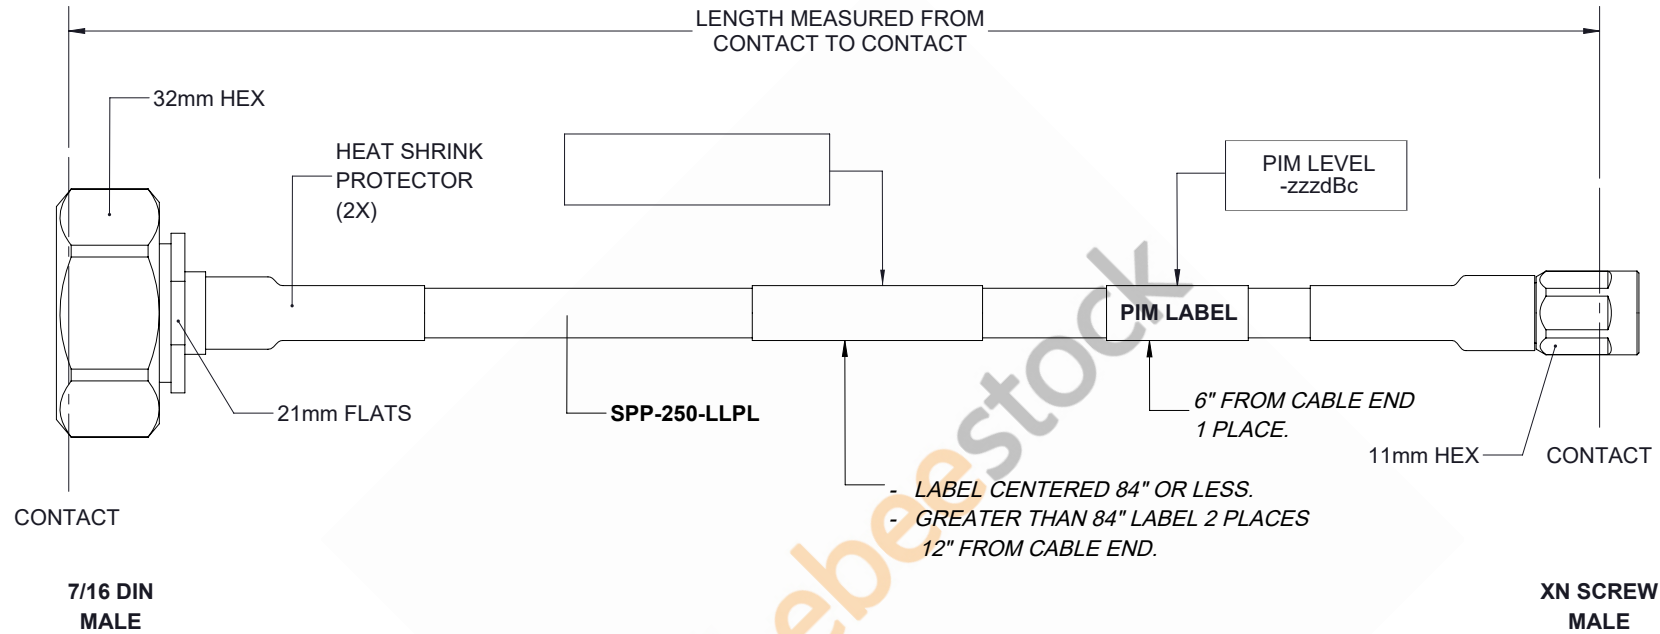 LENGTH MEASURED FROM
CONTACT TO CONTACT
32mm HEX
HEAT SHRINK
PROTECTOR
(2X)
PIM LEVEL
-zzzdBc
PIM LABEL
21mm FLATS
SPP-250-LLPL
6" FROM CABLE END
1 PLACE.
11mm HEX
CONTACT
- LABEL CENTERED 84" OR LESS.
- GREATER THAN 84" LABEL 2 PLACES
12" FROM CABLE END.
CONTACT
7/16 DIN
MALE
XN SCREW
MALE
ebeestock